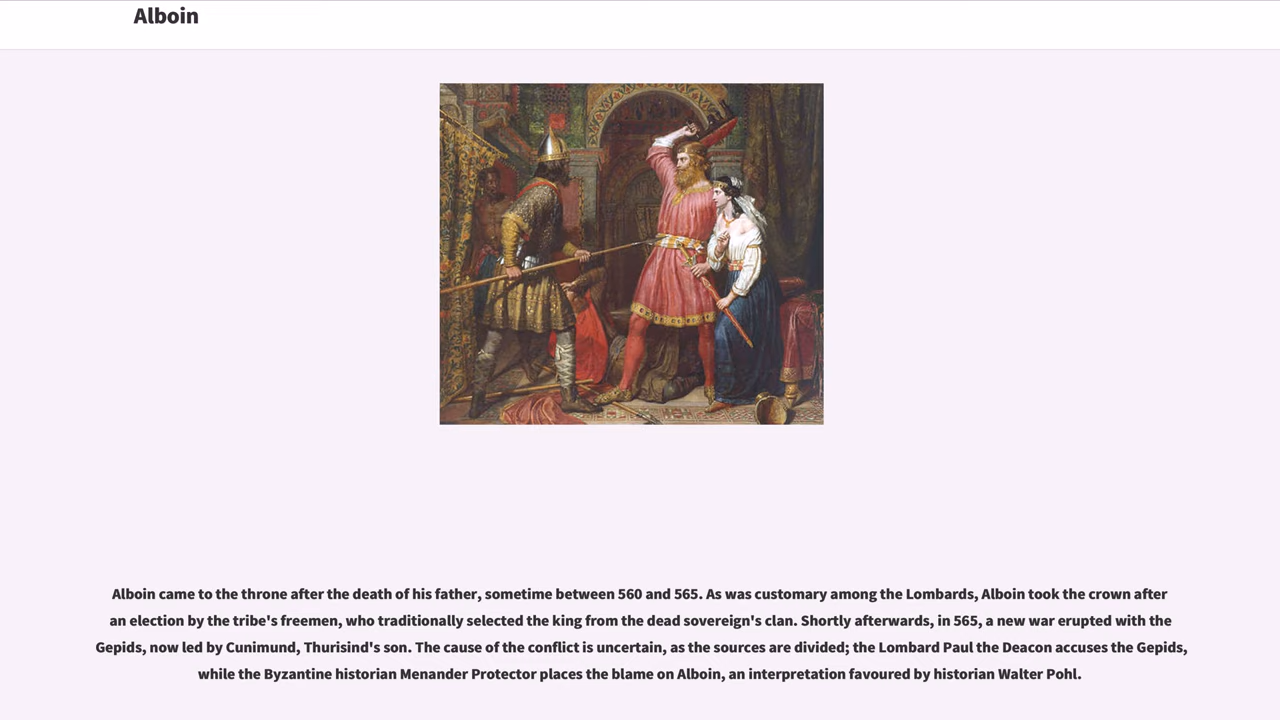 Alboin
Alboin came to the throne after the death of his father, sometime between 560 and 565. As was customary among the Lombards, Alboin took the crown after
an election by the tribe's freemen, who traditionally selected the king from the dead sovereign's clan. Shortly afterwards, in 565, a new war erupted with the
Gepids, now led by Cunimund, Thurisind's son. The cause of the conflict is uncertain, as the sources are divided; the Lombard Paul the Deacon accuses the Gepids,
while the Byzantine historian Menander Protector places the blame on Alboin, an interpretation favoured by historian Walter Pohl.